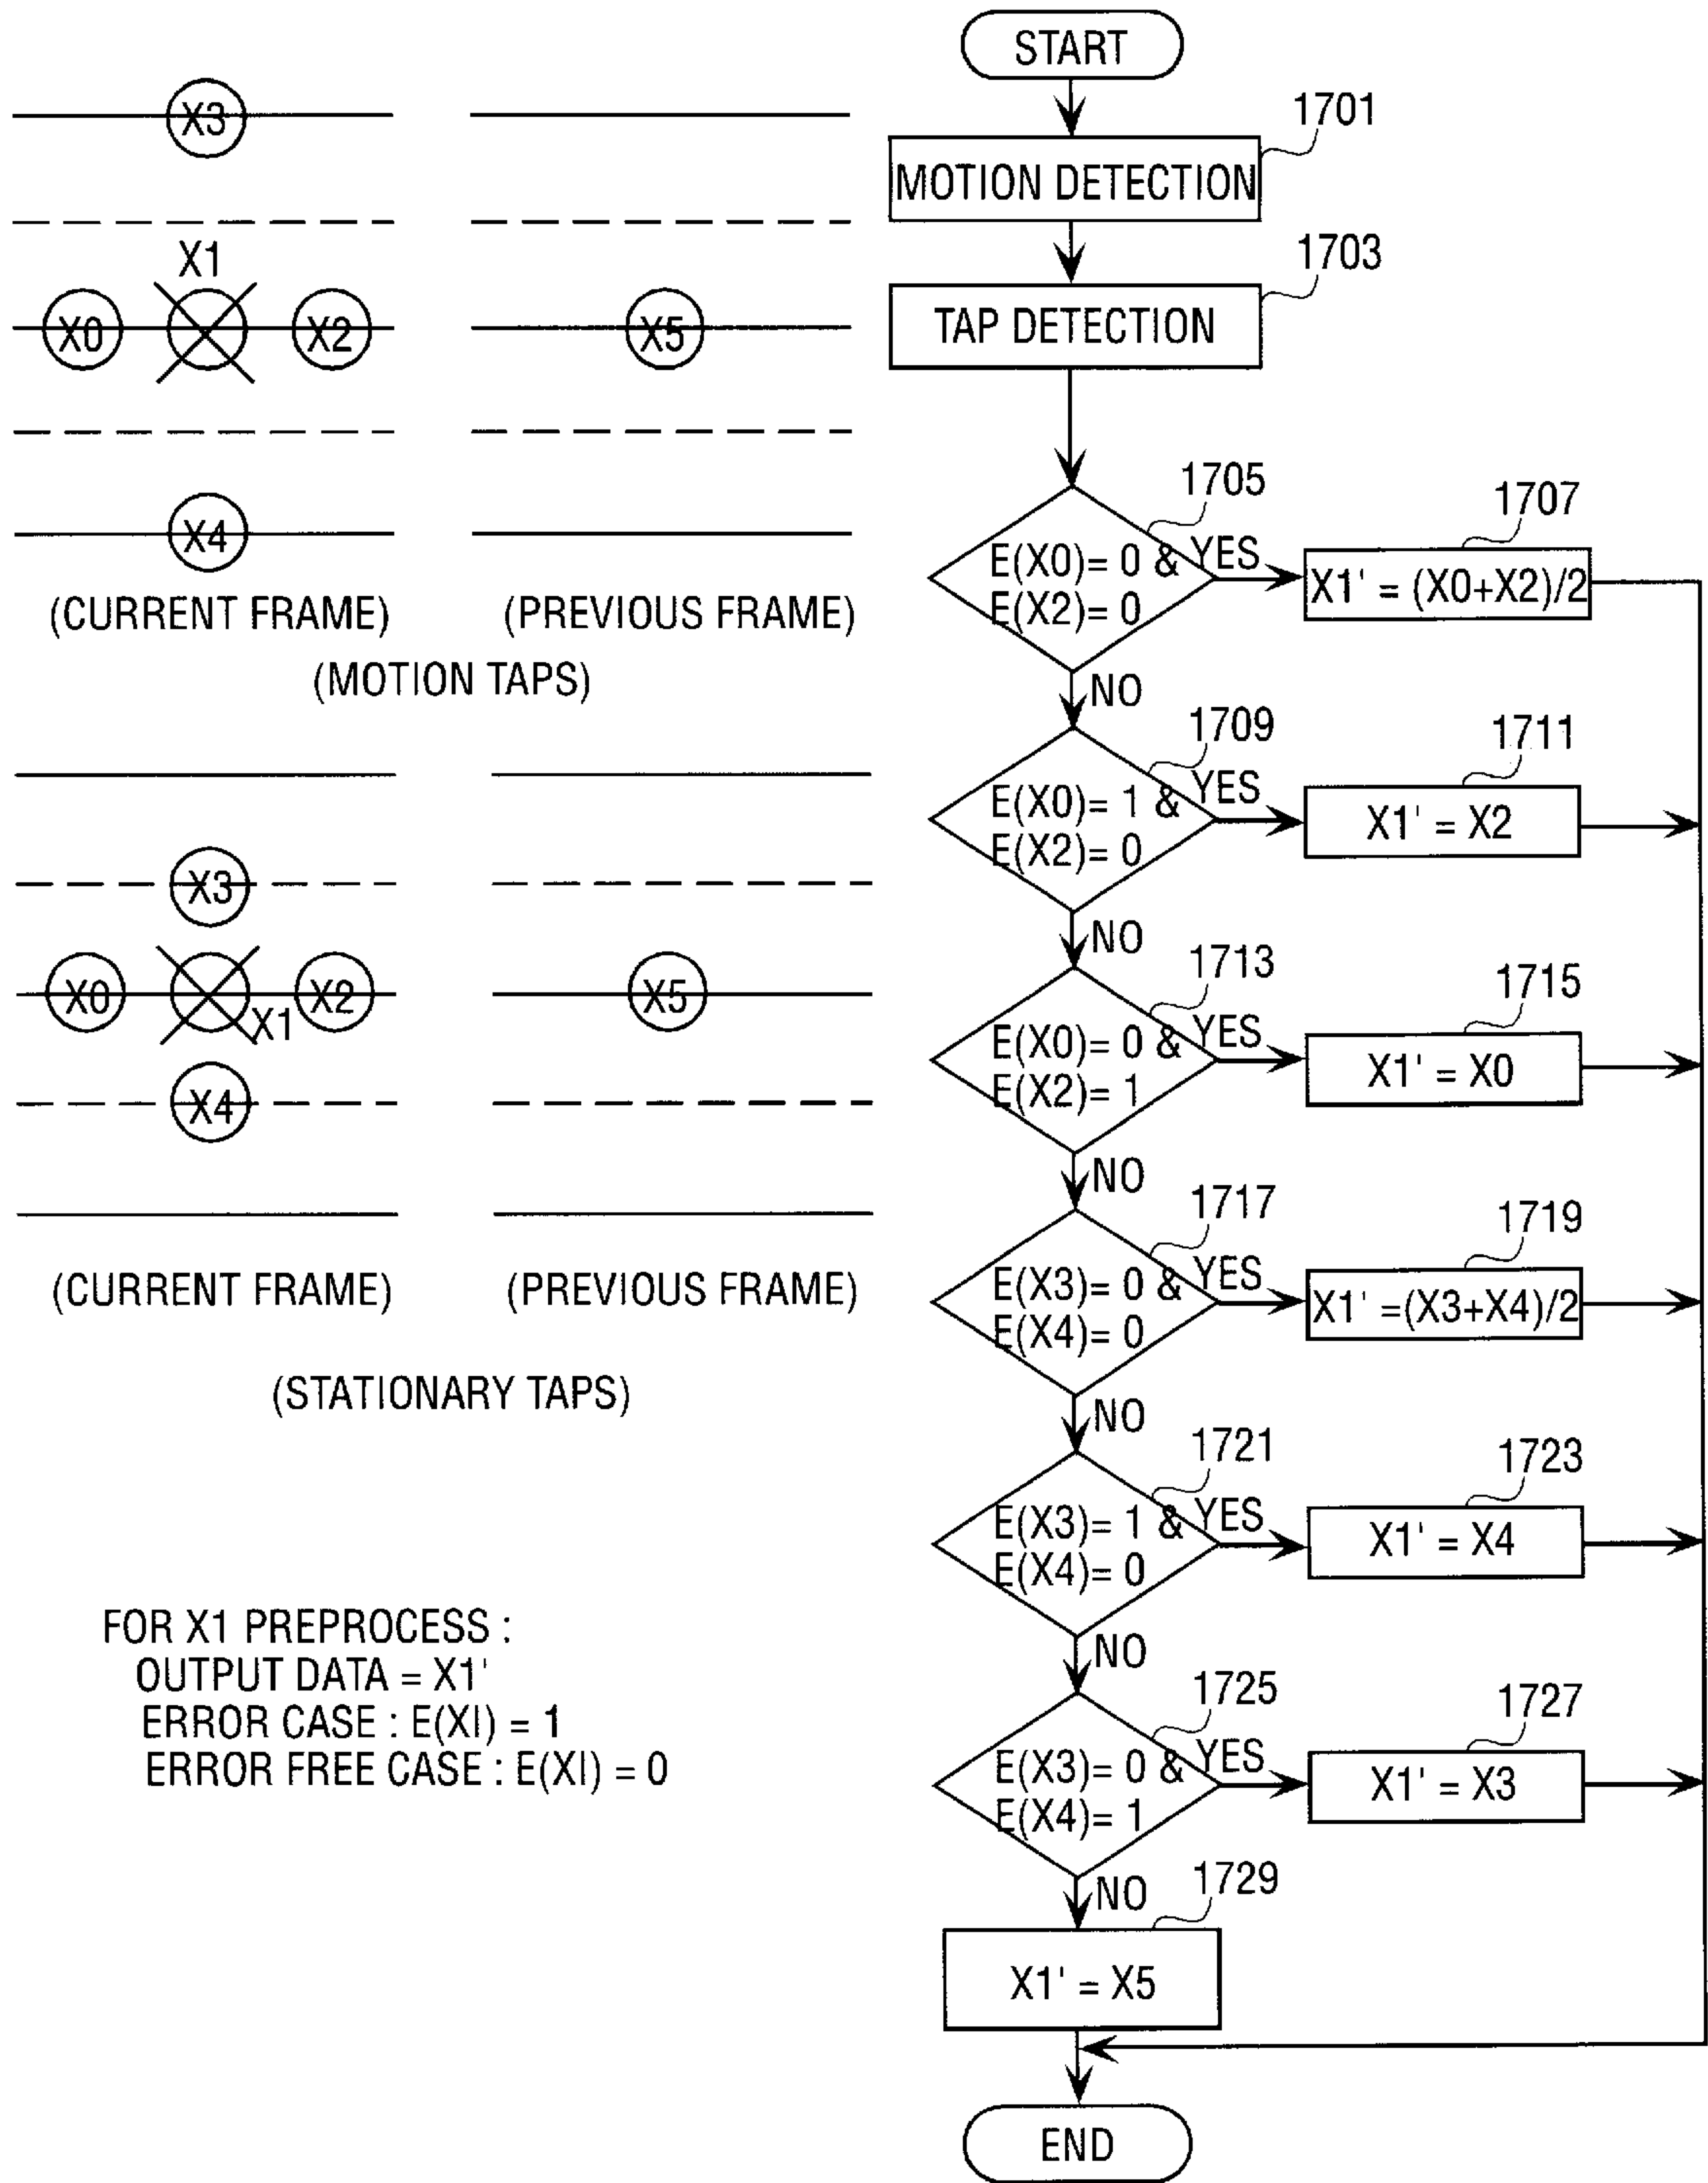 X3
X1
X0
X2
X5
X4
(CURRENT FRAME)
(PREVIOUS FRAME)
(MOTION TAPS)
X3
X0
X1
X2
X5
X4
(CURRENT FRAME)
(PREVIOUS FRAME)
(STATIONARY TAPS)
FOR X1 PREPROCESS :
OUTPUT DATA = X1'
ERROR CASE : E(XI) = 1
ERROR FREE CASE : E(XI) = 0
START
1701
MOTION DETECTION
1703
TAP DETECTION
1705
E(X0)= 0 &
E(X2)= 0
YES
1707
X1' = (X0+X2)/2
NO
1709
E(X0)= 1 &
E(X2)= 0
YES
1711
X1' = X2
NO
1713
E(X0)= 0 &
E(X2)= 1
YES
1715
X1' = X0
NO
1717
E(X3)= 0 &
E(X4)= 0
YES
1719
X1' =(X3+X4)/2
NO
1721
E(X3)= 1 &
E(X4)= 0
YES
1723
X1' = X4
NO
1725
E(X3)= 0 &
E(X4)= 1
YES
1727
X1' = X3
NO
1729
X1' = X5
END